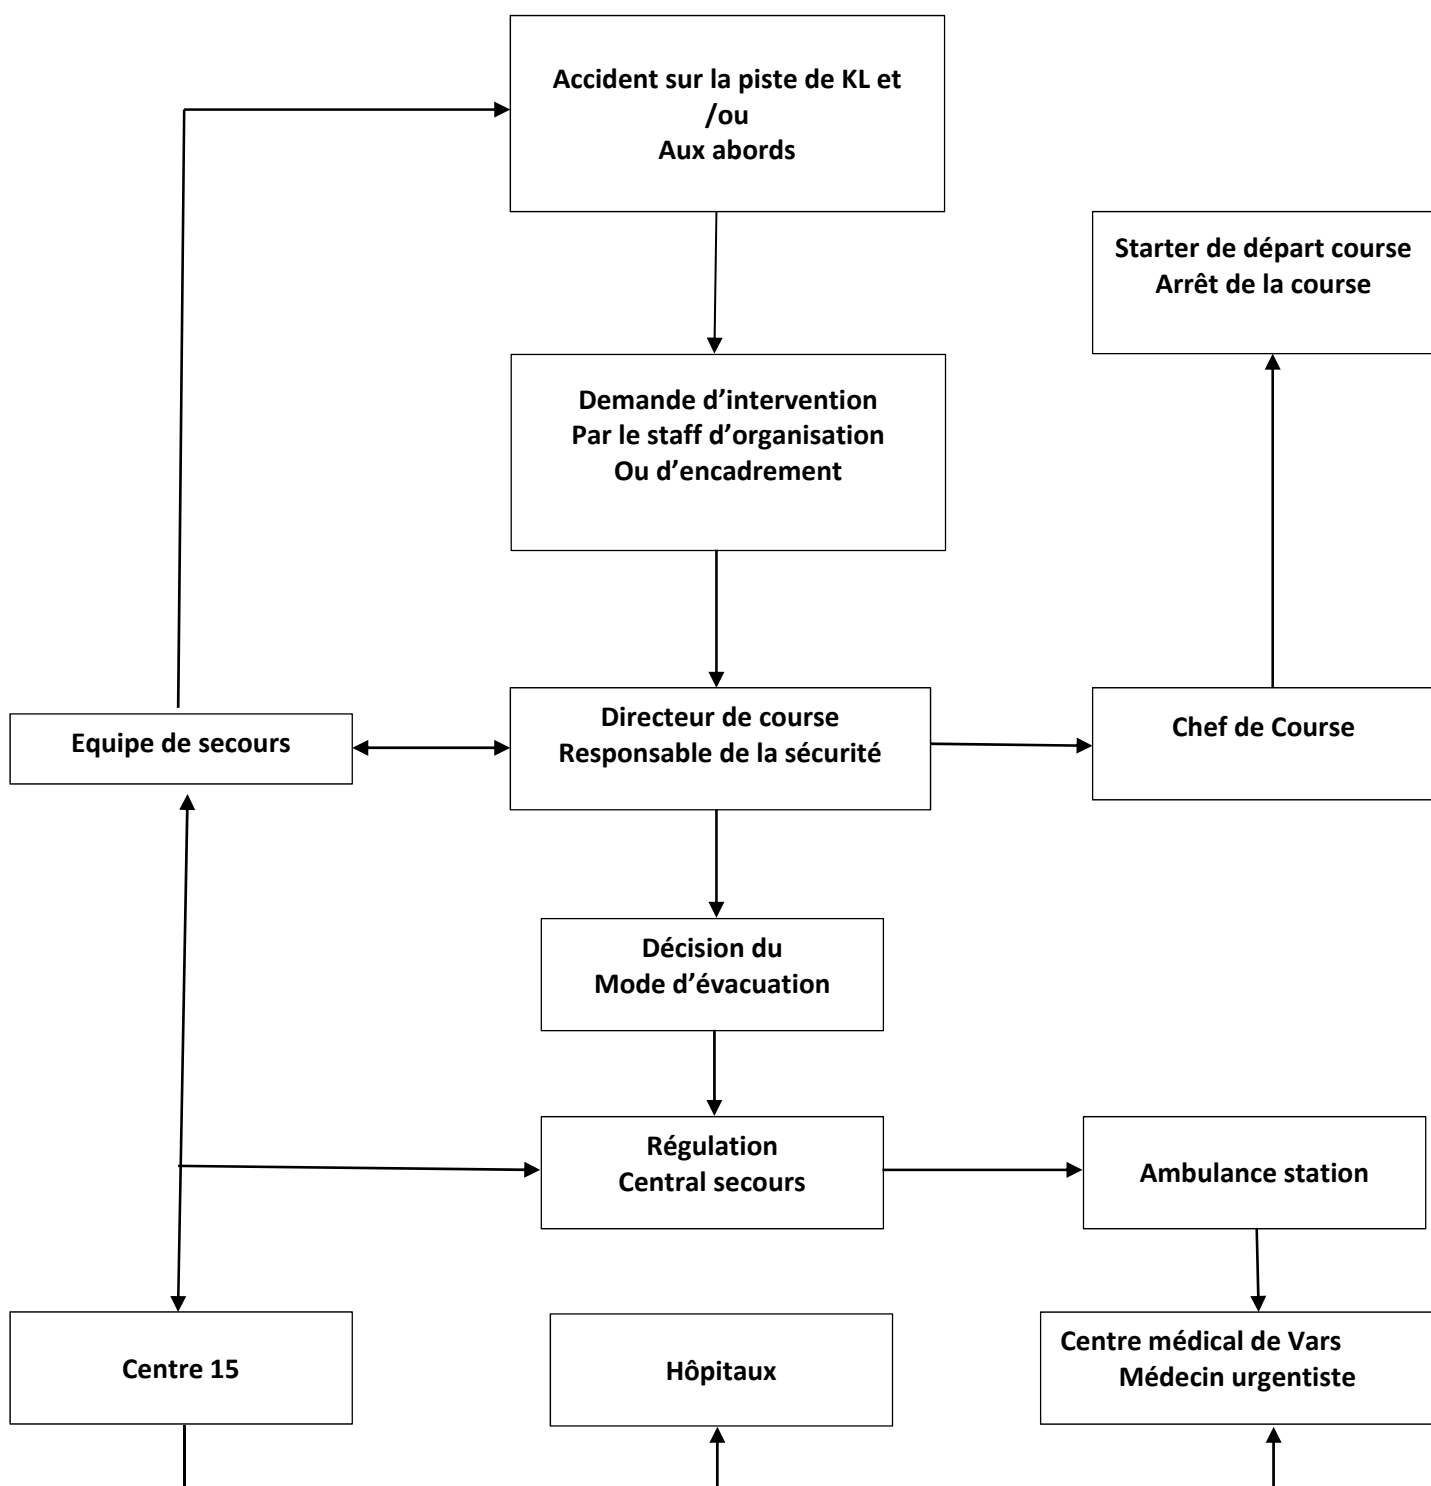 Accident sur la piste de KL et
/ou
Aux abords
Starter de départ course
Arrêt de la course
Demande d’intervention
Par le staff d’organisation
Ou d’encadrement
Equipe de secours
Directeur de course
Responsable de la sécurité
Chef de Course
Décision du
Mode d’évacuation
Régulation
Central secours
Ambulance station
Centre 15
Hôpitaux
Centre médical de Vars
Médecin urgentiste